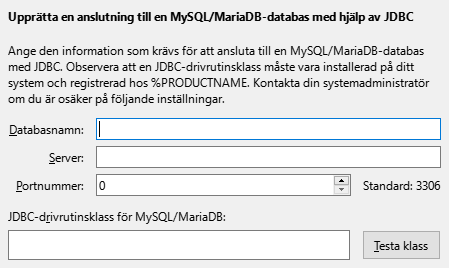 Upprätta en anslutning till en MySQL/MariaDB-databas med hjälp av JDBC
Ange den information som krävs för att ansluta till en MySQL/MariaDB-databas
med JDBC. Observera att en JDBC-drivrutinsklass måste vara installerad på ditt
system och registrerad hos %PRODUCTNAME. Kontakta din systemadministratör
om du är osäker på följande inställningar.
Databasnamn:
Server:
Portnummer: 0 Standard: 3306
JDBC-drivrutinsklass för MySQL/MariaDB:
Testa klass